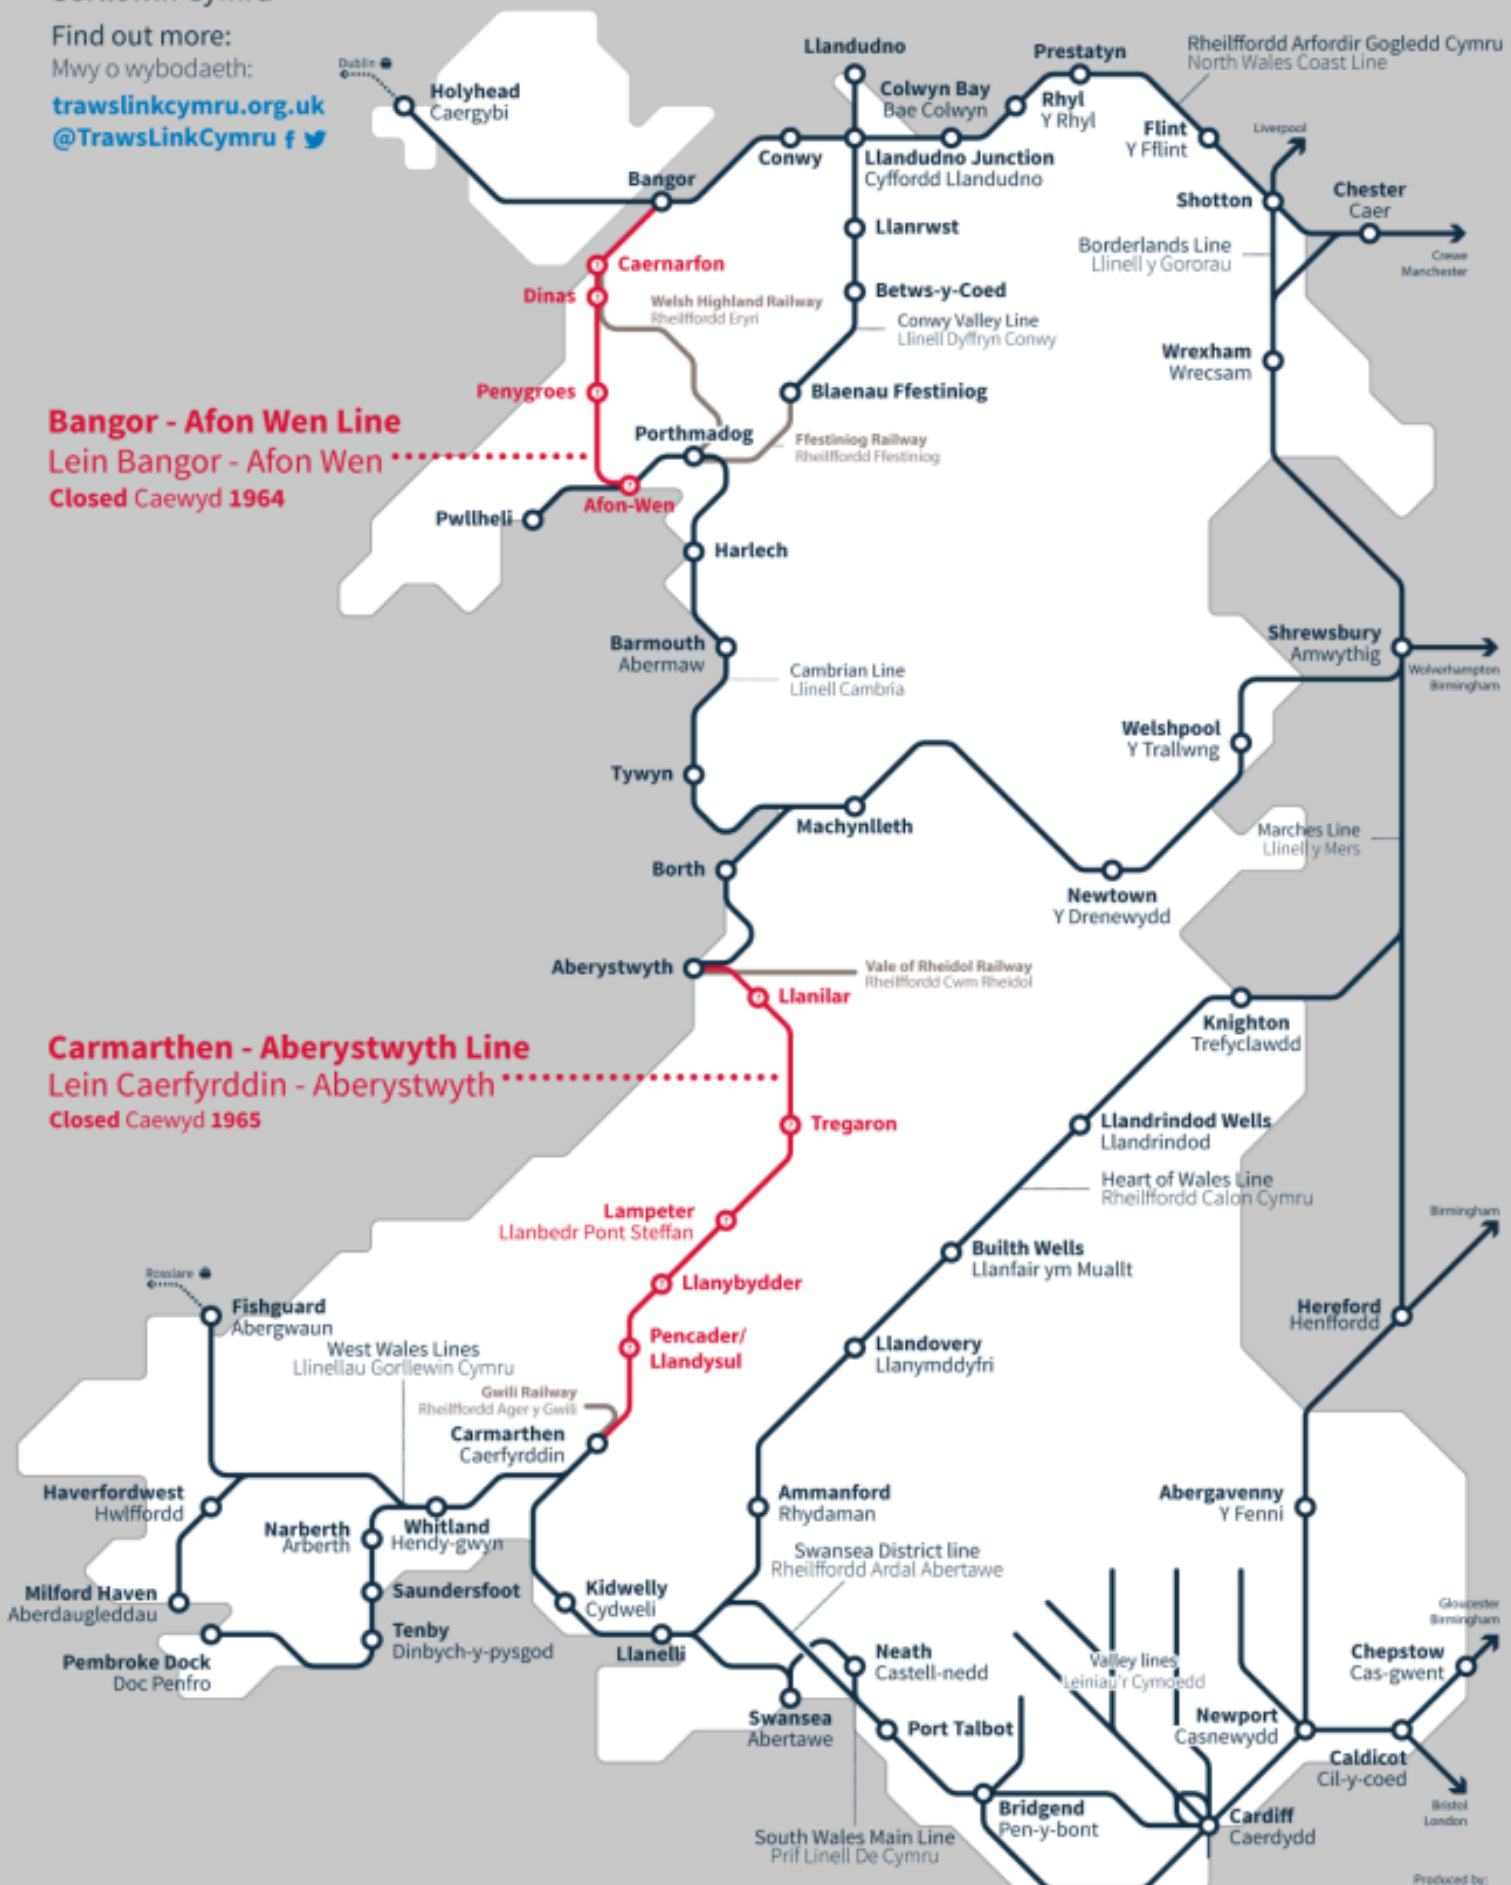 Find out more:
Mwy o wybodaeth:
trawslinkcymru.org.uk
@TrawsLinkCymru
Dublin
Holyhead
Caergybi
Bangor
Llandudno
Colwyn Bay
Bae Colwyn
Conwy
Llandudno Junction
Cyffordd Llandudno
Prestatyn
Rhyl
Y Rhyl
Rheilffordd Arfordir Gogledd Cymru
North Wales Coast Line
Flint
Y Fflint
Liverpool
Shotton
Chester
Caer
Crewe
Manchester
Llanrwst
Borderlands Line
Llinell y Gororau
Caernarfon
Dinas
Welsh Highland Railway
Rheilffordd Eryri
Betws-y-Coed
Conwy Valley Line
Llinell Dyffryn Conwy
Wrexham
Wrecsam
Penygroes
Blaenau Ffestiniog
Bangor - Afon Wen Line
Lein Bangor - Afon Wen
Closed Caewyd 1964
Porthmadog
Ffestiniog Railway
Rheilffordd Ffestiniog
Afon-Wen
Pwllheli
Harlech
Barmouth
Abermaw
Cambrian Line
Llinell Cambria
Shrewsbury
Amwythig
Wolverhampton
Birmingham
Welshpool
Y Trallwng
Tywyn
Machynlleth
Marches Line
Llinell y Mers
Borth
Newtown
Y Drenewydd
Aberystwyth
Vale of Rheidol Railway
Rheilffordd Cwm Rheidol
Llanilar
Knighton
Trefyclawdd
Carmarthen - Aberystwyth Line
Lein Caerfyrddin - Aberystwyth
Closed Caewyd 1965
Tregaron
Llandrindod Wells
Llandrindod
Heart of Wales Line
Rheilffordd Calon Cymru
Lampeter
Llanbedr Pont Steffan
Birmingham
Builth Wells
Llanfair ym Muallt
Llanybydder
Rosslare
Fishguard
Abergwaun
Hereford
Henffordd
West Wales Lines
Llinellau Gorllewin Cymru
Pencader/
Llandysul
Llandovery
Llanymddyfri
Gwili Railway
Rheilffordd Ager y Gwili
Carmarthen
Caerfyrddin
Haverfordwest
Hwlffordd
Narberth
Arberth
Whitland
Hendy-gwyn
Ammanford
Rhydaman
Abergavenny
Y Fenni
Swansea District line
Rheilffordd Ardal Abertawe
Milford Haven
Aberdaugleddau
Saundersfoot
Kidwelly
Cydweli
Tenby
Dinbych-y-pysgod
Llanelli
Pembroke Dock
Doc Penfro
Neath
Castell-nedd
Valley lines
Leiniau'r Cymoedd
Gloucester
Birmingham
Chepstow
Cas-gwent
Swansea
Abertawe
Port Talbot
Newport
Casnewydd
Caldicot
Cil-y-coed
Bristol
London
Bridgend
Pen-y-bont
Cardiff
Caerdydd
South Wales Main Line
Prif Linell De Cymru
Produced by: